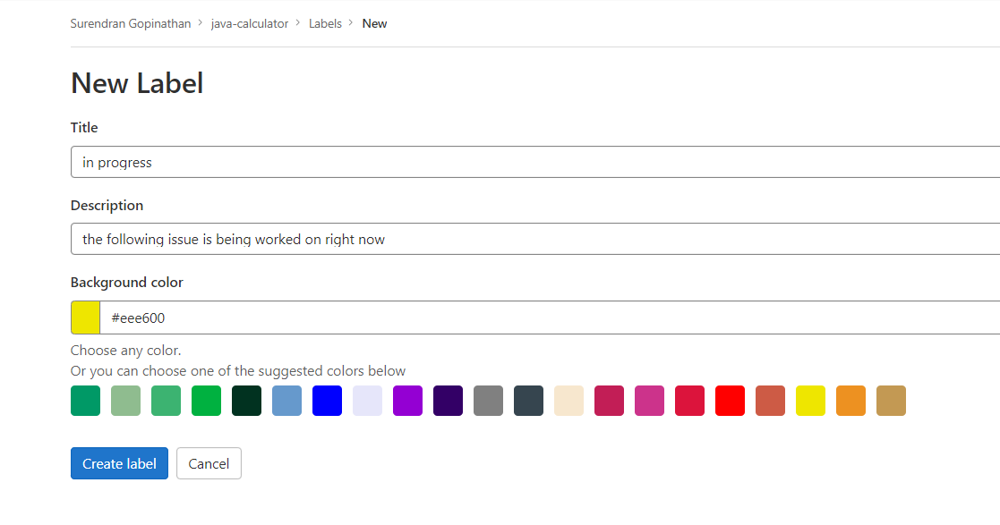 Surendran Gopinathan > java-calculator > Labels > New
New Label
Title
in progress
Description
the following issue is being worked on right now
Background color
#eee600
Choose any color.
Or you can choose one of the suggested colors below
Create label Cancel